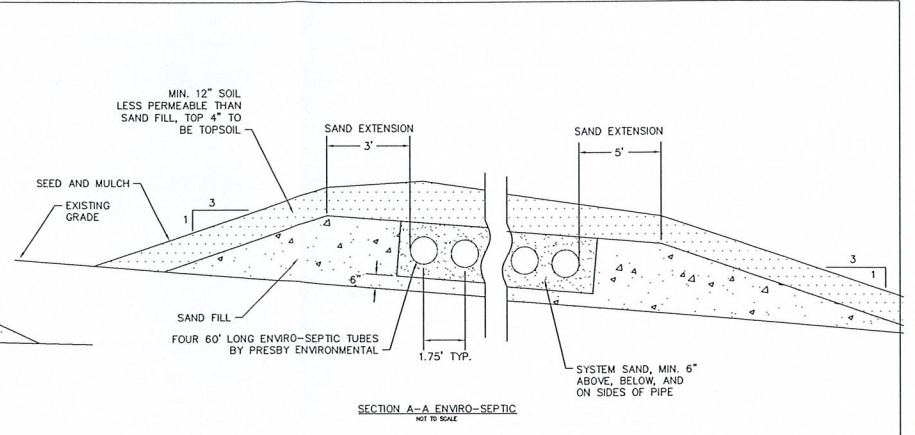 MIN. 12" SOIL
LESS PERMEABLE THAN
SAND FILL, TOP 4" TO
BE TOPSOIL
SAND EXTENSION
3'
SAND EXTENSION
5'
SEED AND MULCH
EXISTING
GRADE
3
1
3
1
6"
SAND FILL
FOUR 60' LONG ENVIRO-SEPTIC TUBES
BY PRESBY ENVIRONMENTAL
1.75' TYP.
SYSTEM SAND, MIN. 6"
ABOVE, BELOW, AND
ON SIDES OF PIPE
SECTION A-A ENVIRO-SEPTIC
NOT TO SCALE